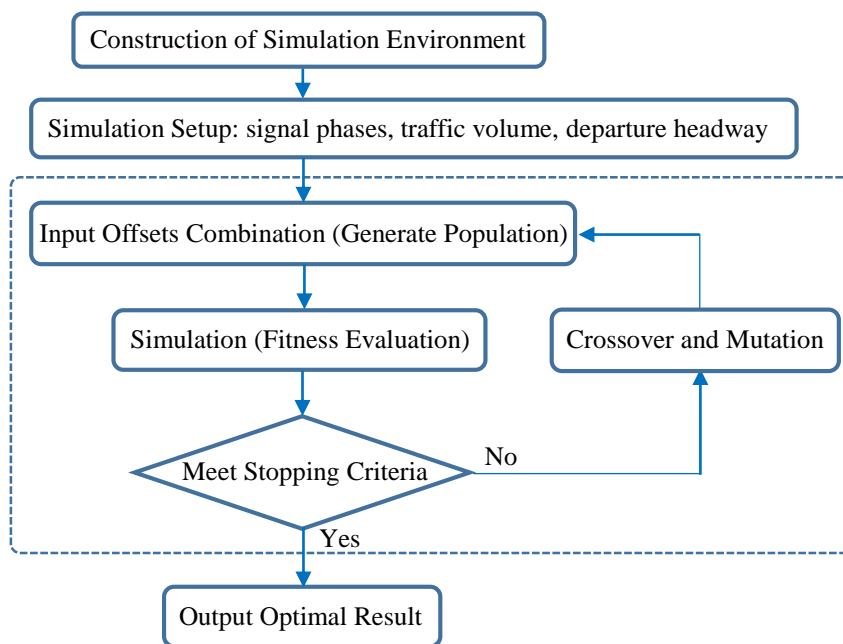 Construction of Simulation Environment
Simulation Setup: signal phases, traffic volume, departure headway
Input Offsets Combination (Generate Population)
Simulation (Fitness Evaluation)
Crossover and Mutation
Meet Stopping Criteria
No
Yes
Output Optimal Result